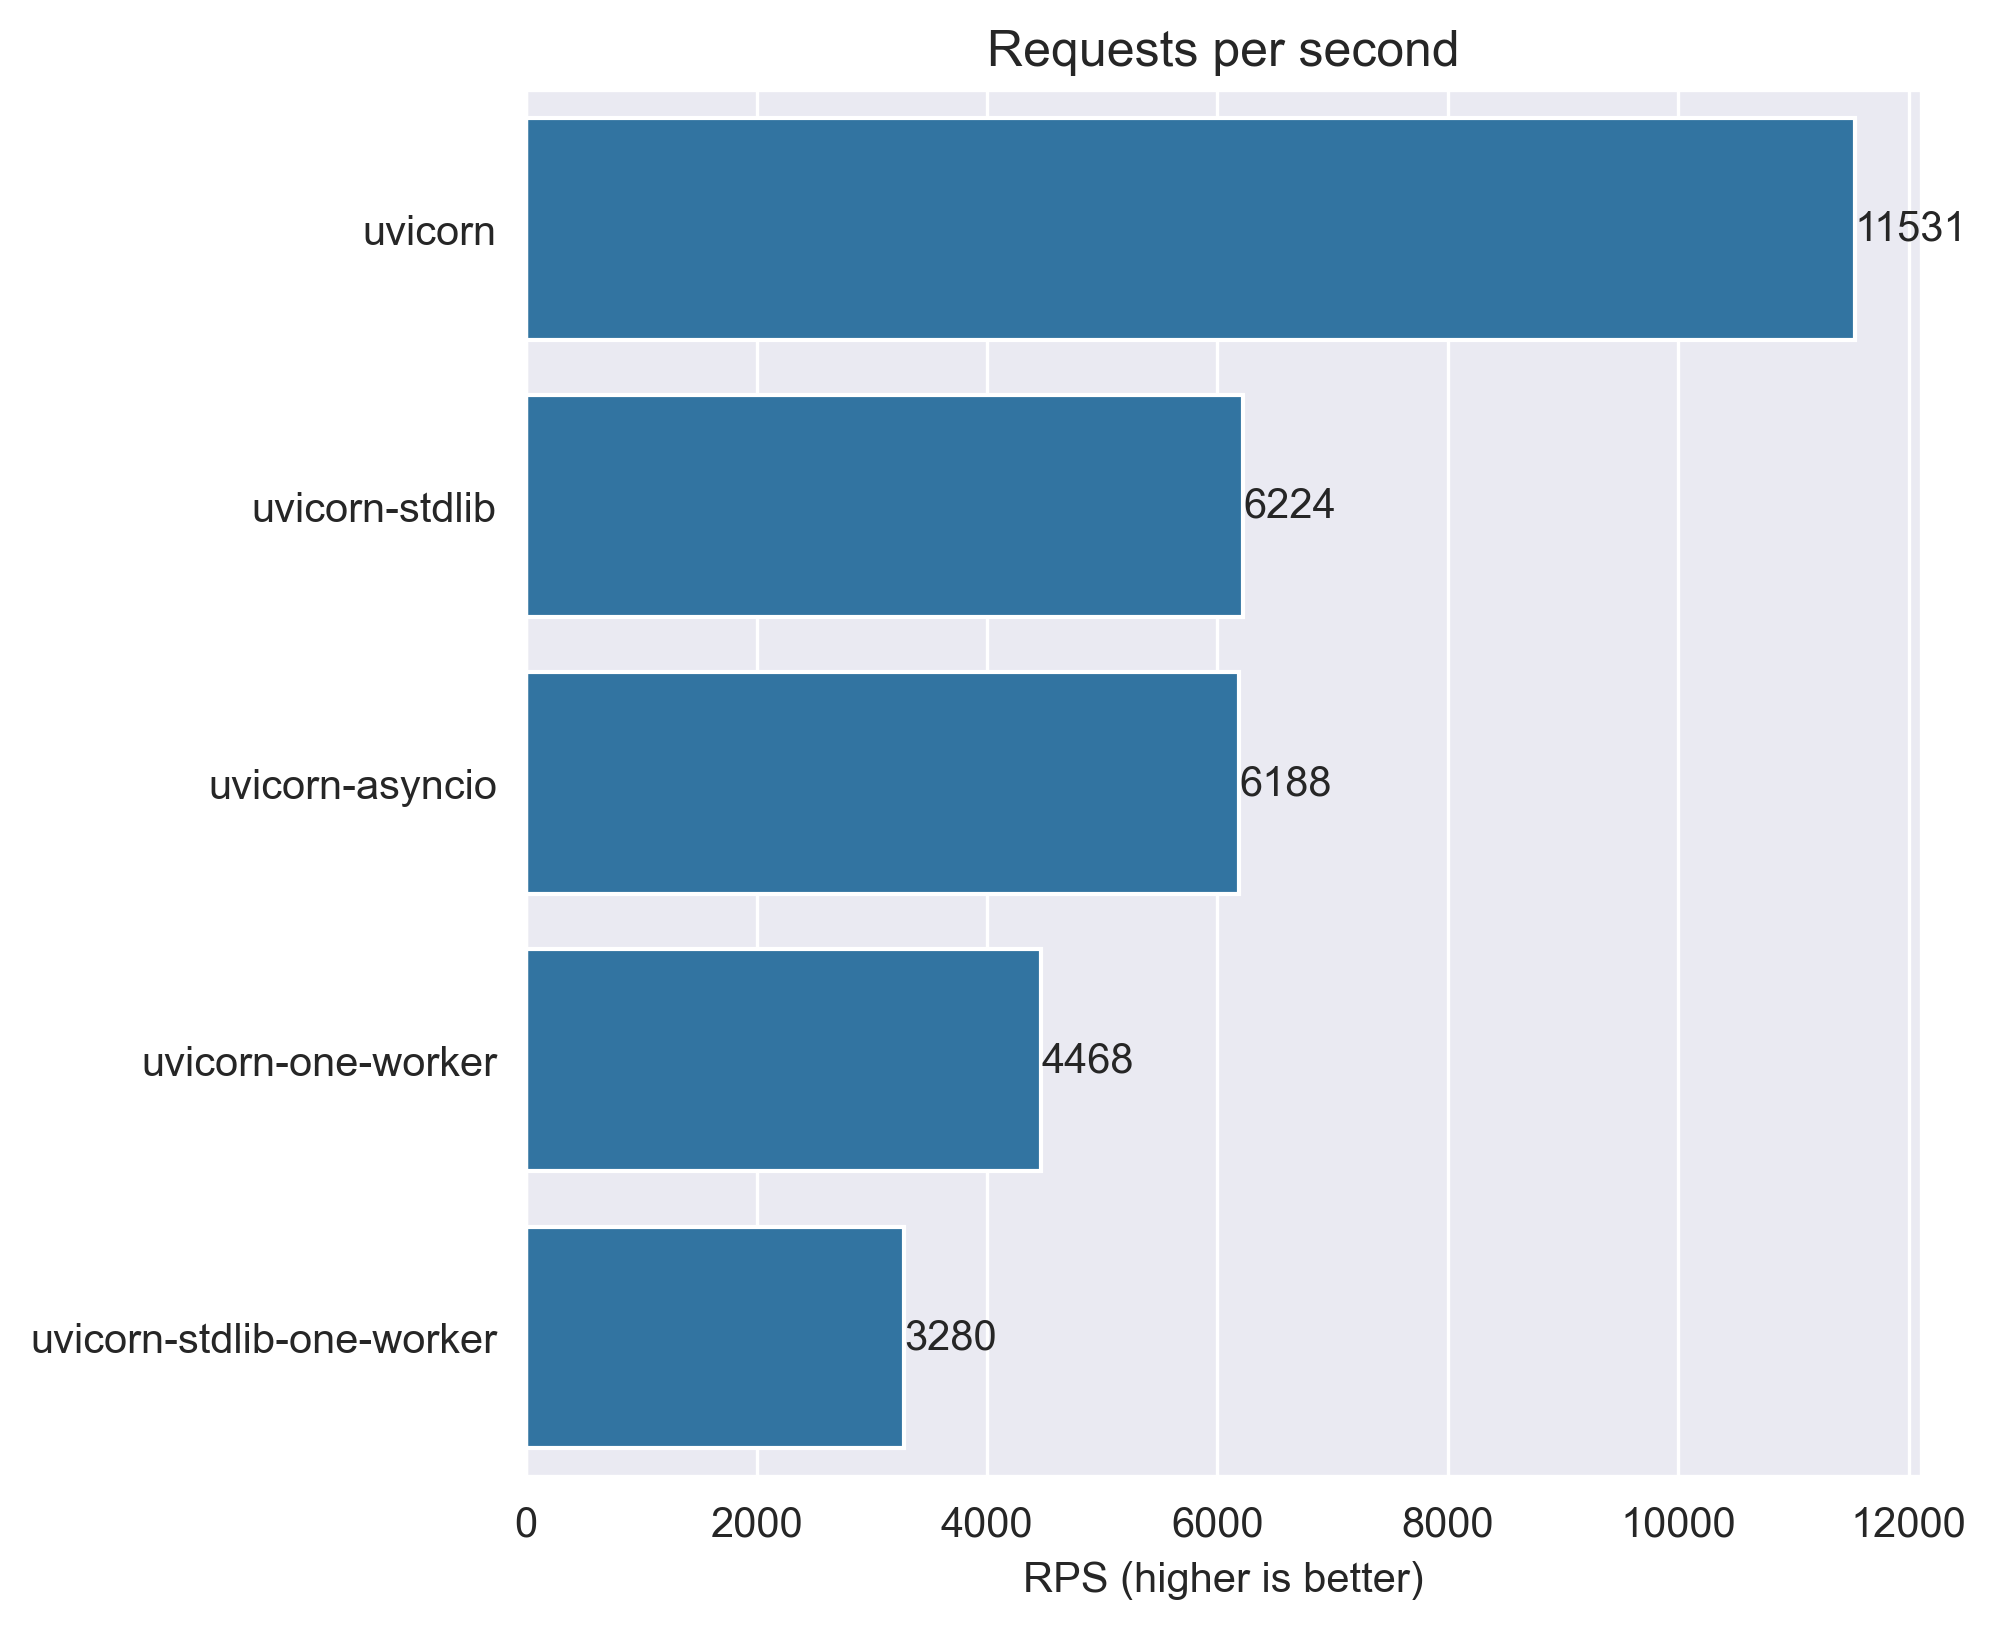 Requests per second
uvicorn
11531
uvicorn-stdlib
6224
uvicorn-asyncio
6188
uvicorn-one-worker
4468
uvicorn-stdlib-one-worker
3280
0 2000 4000 6000 8000 10000 12000
RPS (higher is better)